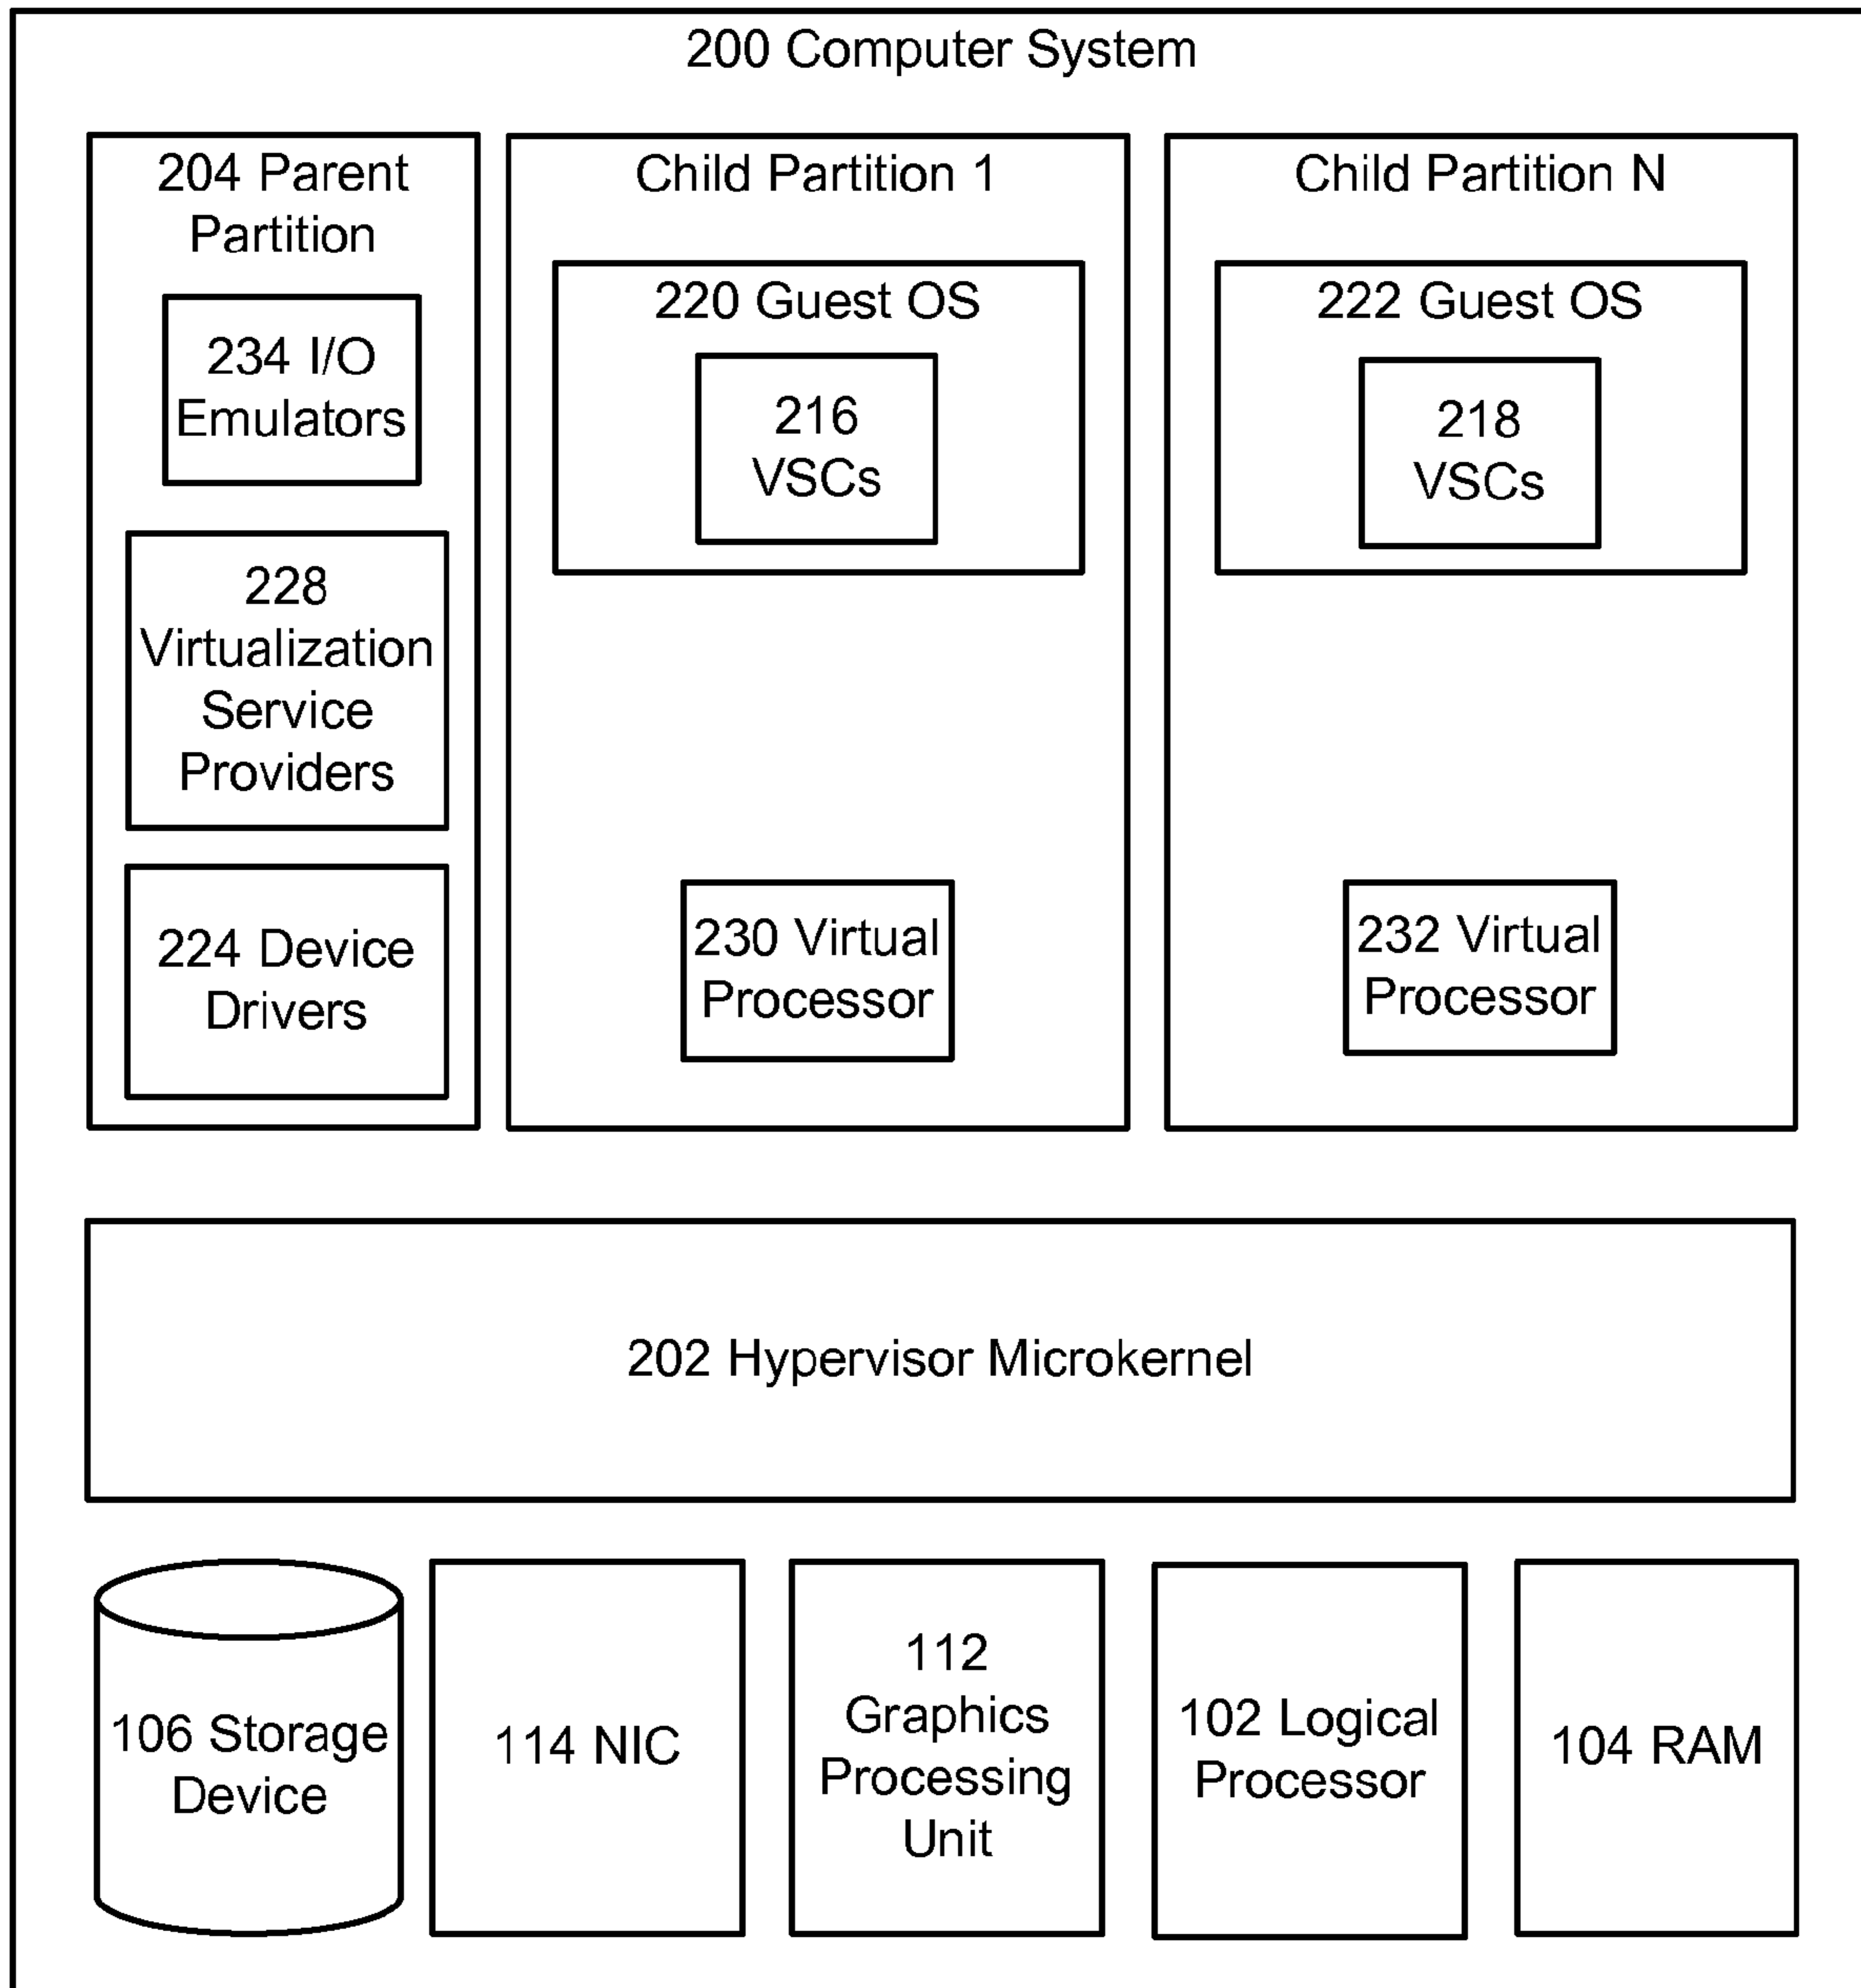 200 Computer System
204 Parent
Partition
234 I/O
Emulators
228
Virtualization
Service
Providers
224 Device
Drivers
Child Partition 1
220 Guest OS
216
VSCs
230 Virtual
Processor
Child Partition N
222 Guest OS
218
VSCs
232 Virtual
Processor
202 Hypervisor Microkernel
106 Storage
Device
114 NIC
112
Graphics
Processing
Unit
102 Logical
Processor
104 RAM